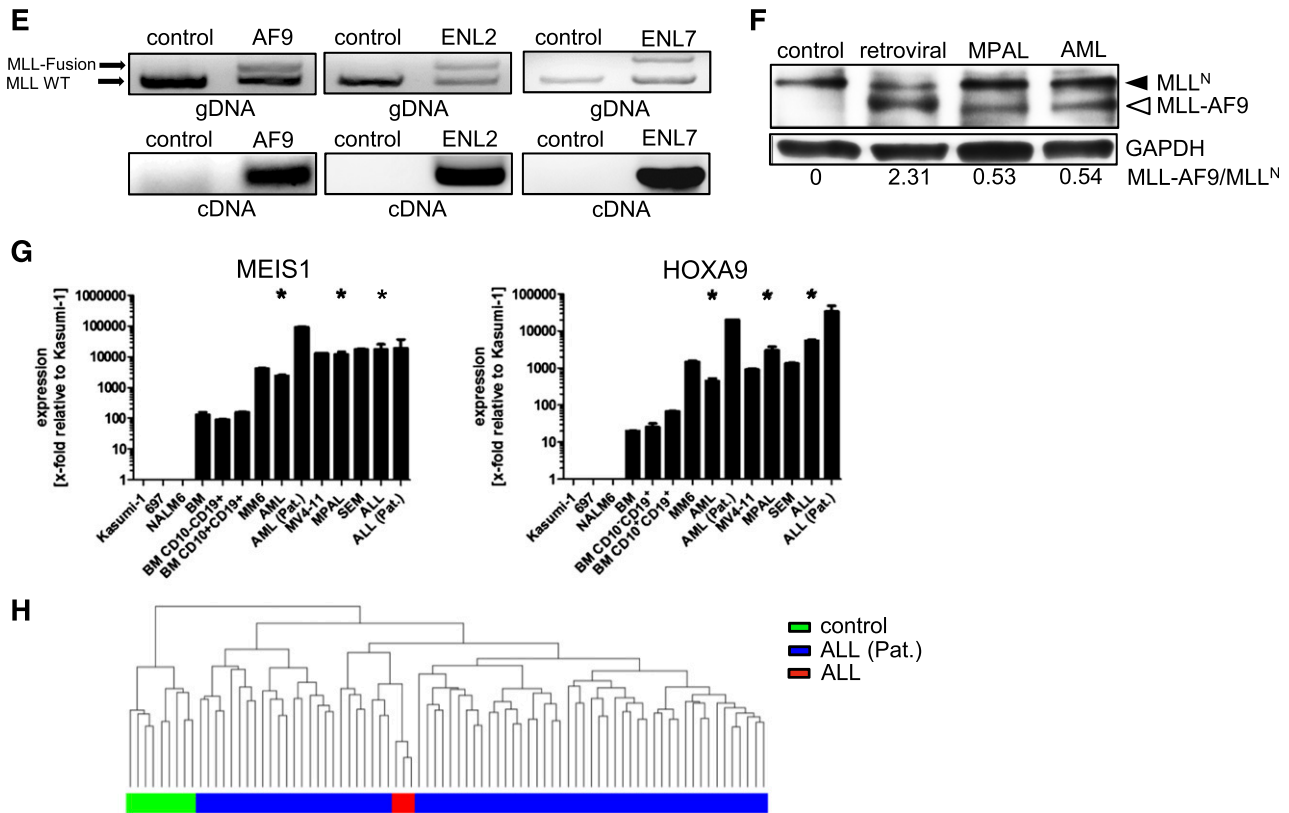 E
control AF9 control ENL2 control ENL7
MLL-Fusion
MLL WT
gDNA gDNA gDNA
control AF9 control ENL2 control ENL7
cDNA cDNA cDNA
F
control retroviral MPAL AML
MLLᴺ
MLL-AF9
GAPDH
0 2.31 0.53 0.54 MLL-AF9/MLLᴺ
G
MEIS1
expression
[x-fold relative to Kasumi-1]
1000000
100000
10000
1000
100
10
1
* * *
Kasumi-1
697
NALM6
BM
BM CD10-CD19+
BM CD10+CD19+
MM6
AML
AML (Pat.)
MV4-11
MPAL
SEM
ALL
ALL (Pat.)
HOXA9
expression
[x-fold relative to Kasumi-1]
100000
10000
1000
100
10
1
* * *
Kasumi-1
697
NALM6
BM
BM CD10⁻CD19⁺
BM CD10⁺CD19⁺
MM6
AML
AML (Pat.)
MV4-11
MPAL
SEM
ALL
ALL (Pat.)
H
control
ALL (Pat.)
ALL